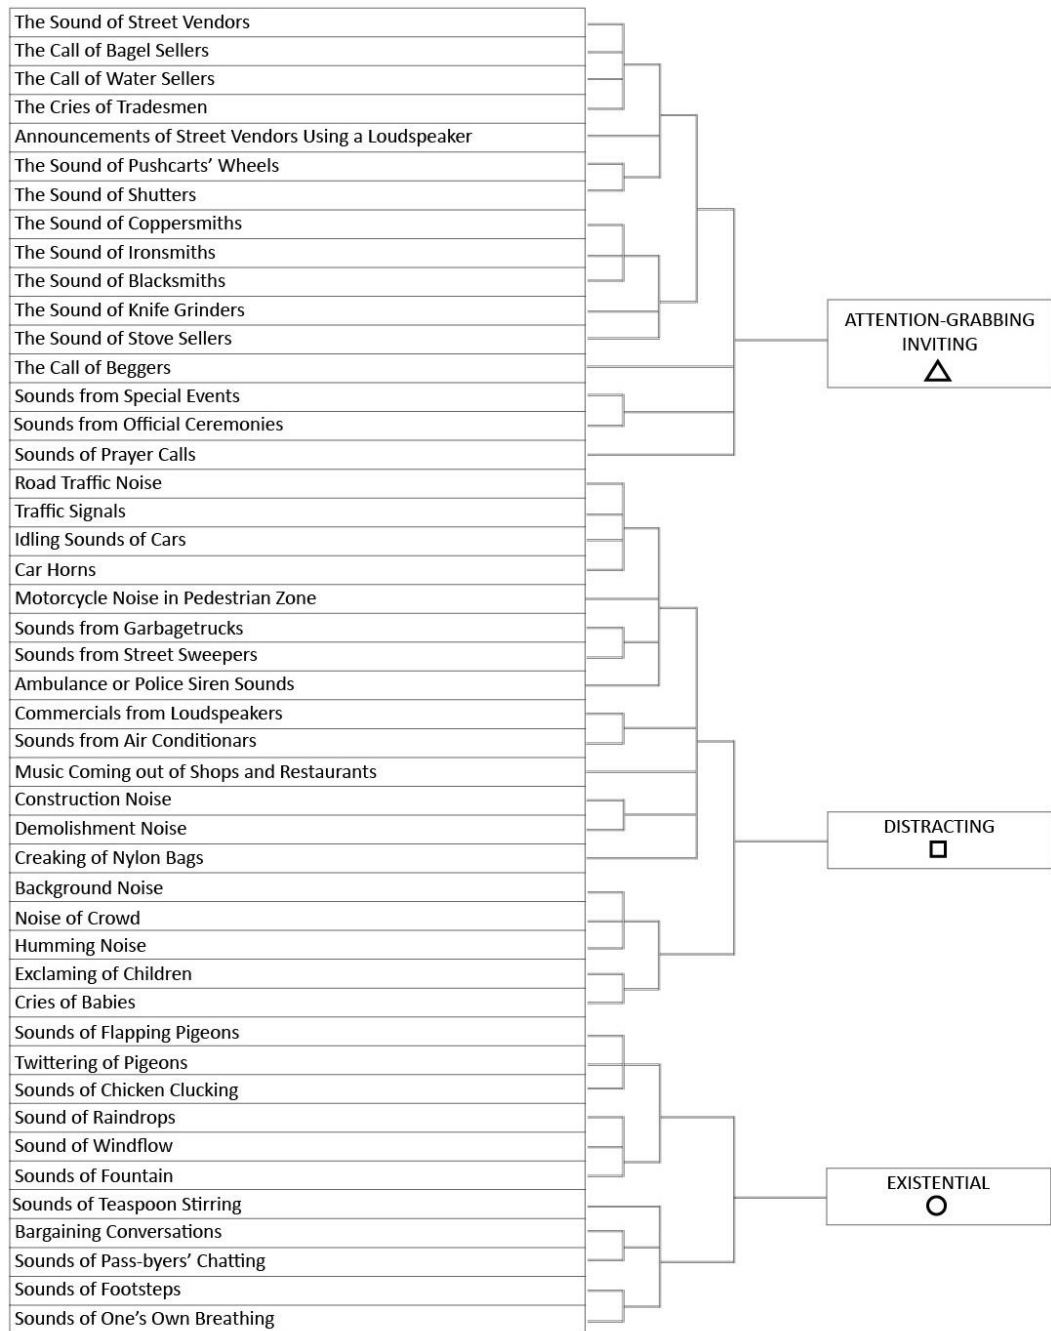 The Sound of Street Vendors
The Call of Bagel Sellers
The Call of Water Sellers
The Cries of Tradesmen
Announcements of Street Vendors Using a Loudspeaker
The Sound of Pushcarts’ Wheels
The Sound of Shutters
The Sound of Coppersmiths
The Sound of Ironsmiths
The Sound of Blacksmiths
The Sound of Knife Grinders
The Sound of Stove Sellers
The Call of Beggers
Sounds from Special Events
Sounds from Official Ceremonies
Sounds of Prayer Calls
Road Traffic Noise
Traffic Signals
Idling Sounds of Cars
Car Horns
Motorcycle Noise in Pedestrian Zone
Sounds from Garbagetrucks
Sounds from Street Sweepers
Ambulance or Police Siren Sounds
Commercials from Loudspeakers
Sounds from Air Conditionars
Music Coming out of Shops and Restaurants
Construction Noise
Demolishment Noise
Creaking of Nylon Bags
Background Noise
Noise of Crowd
Humming Noise
Exclaming of Children
Cries of Babies
Sounds of Flapping Pigeons
Twittering of Pigeons
Sounds of Chicken Clucking
Sound of Raindrops
Sound of Windflow
Sounds of Fountain
Sounds of Teaspoon Stirring
Bargaining Conversations
Sounds of Pass-byers’ Chatting
Sounds of Footsteps
Sounds of One’s Own Breathing
ATTENTION-GRABBING
INVITING
DISTRACTING
EXISTENTIAL